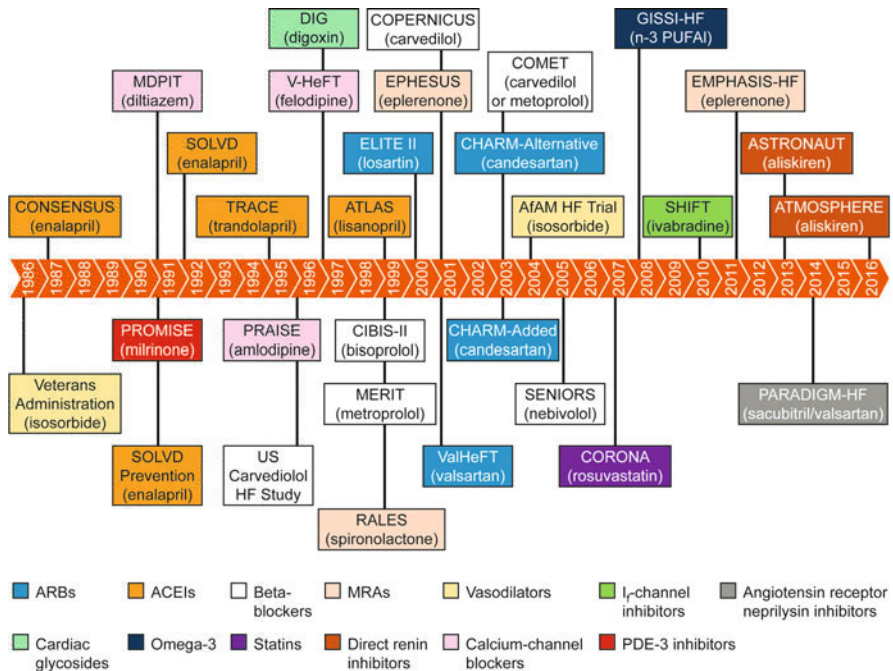 DIG
(digoxin)
COPERNICUS
(carvedilol)
GISSI-HF
(n-3 PUFAI)
MDPIT
(diltiazem)
V-HeFT
(felodipine)
EPHESUS
(eplerenone)
COMET
(carvedilol
or metoprolol)
EMPHASIS-HF
(eplerenone)
SOLVD
(enalapril)
ELITE II
(losartin)
CHARM-Alternative
(candesartan)
ASTRONAUT
(aliskiren)
CONSENSUS
(enalapril)
TRACE
(trandolapril)
ATLAS
(lisanopril)
AfAM HF Trial
(isosorbide)
SHIFT
(ivabradine)
ATMOSPHERE
(aliskiren)
1986 1987 1988 1989 1990 1991 1992 1993 1994 1995 1996 1997 1998 1999 2000 2001 2002 2003 2004 2005 2006 2007 2008 2009 2010 2011 2012 2013 2014 2015 2016
PROMISE
(milrinone)
PRAISE
(amlodipine)
CIBIS-II
(bisoprolol)
CHARM-Added
(candesartan)
Veterans
Administration
(isosorbide)
MERIT
(metroprolol)
SENIORS
(nebivolol)
PARADIGM-HF
(sacubitril/valsartan)
SOLVD
Prevention
(enalapril)
US
Carvediolol
HF Study
ValHeFT
(valsartan)
CORONA
(rosuvastatin)
RALES
(spironolactone)
ARBs
ACEIs
Beta-
blockers
MRAs
Vasodilators
If-channel
inhibitors
Angiotensin receptor
neprilysin inhibitors
Cardiac
glycosides
Omega-3
Statins
Direct renin
inhibitors
Calcium-channel
blockers
PDE-3 inhibitors